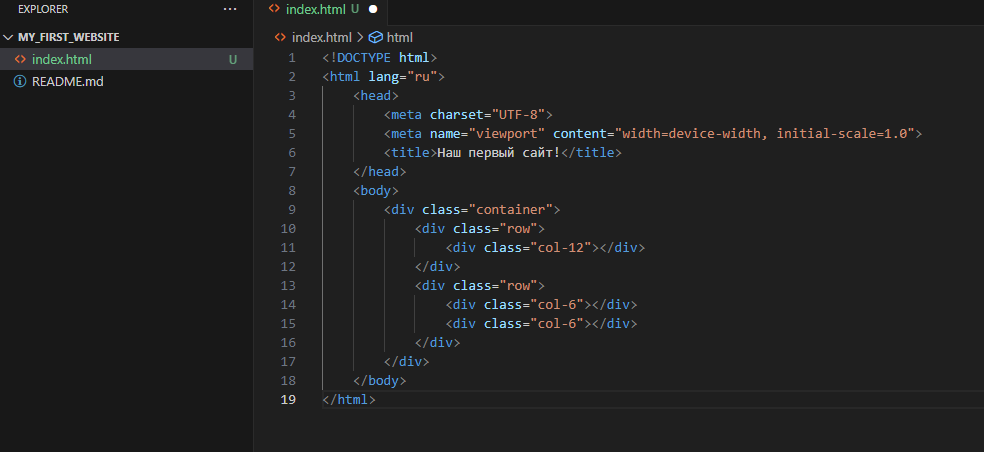 EXPLORER ...
MY_FIRST_WEBSITE
index.html U
README.md
index.html U
index.html > html
1 <!DOCTYPE html>
2 <html lang="ru">
3 <head>
4 <meta charset="UTF-8">
5 <meta name="viewport" content="width=device-width, initial-scale=1.0">
6 <title>Наш первый сайт!</title>
7 </head>
8 <body>
9 <div class="container">
10 <div class="row">
11 <div class="col-12"></div>
12 </div>
13 <div class="row">
14 <div class="col-6"></div>
15 <div class="col-6"></div>
16 </div>
17 </div>
18 </body>
19 </html>